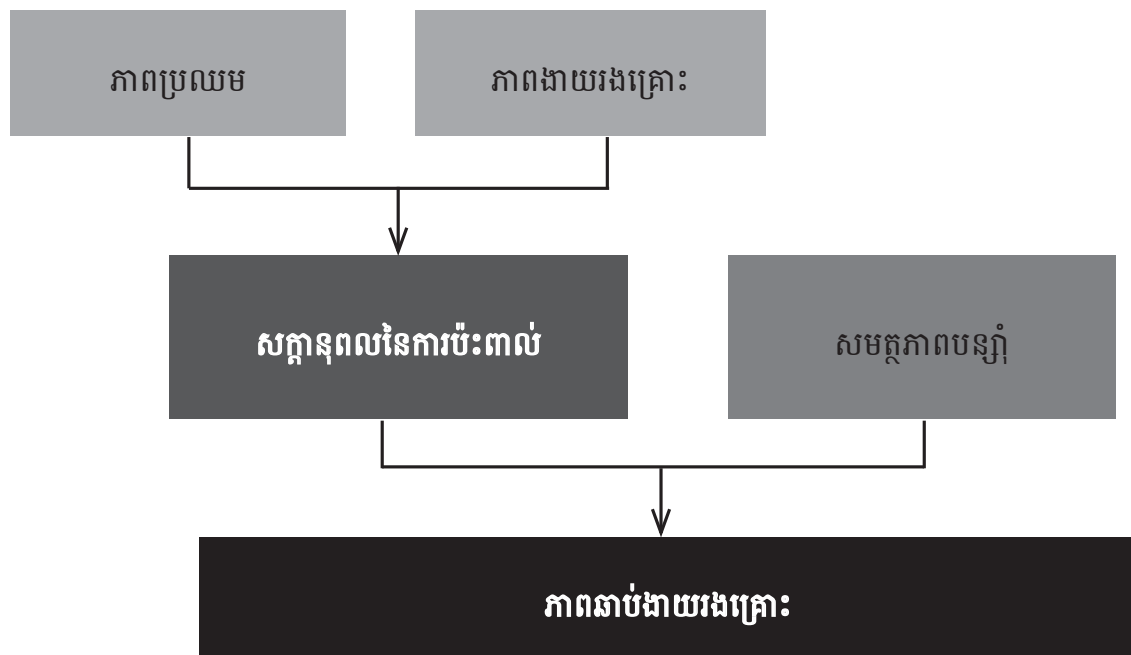 ភាពប្រឈម
ភាពងាយរងគ្រោះ
សក្តានុពលនៃការប៉ះពាល់
សមត្ថភាពបន្ស៊ាំ
ភាពឆាប់ងាយរងគ្រោះ